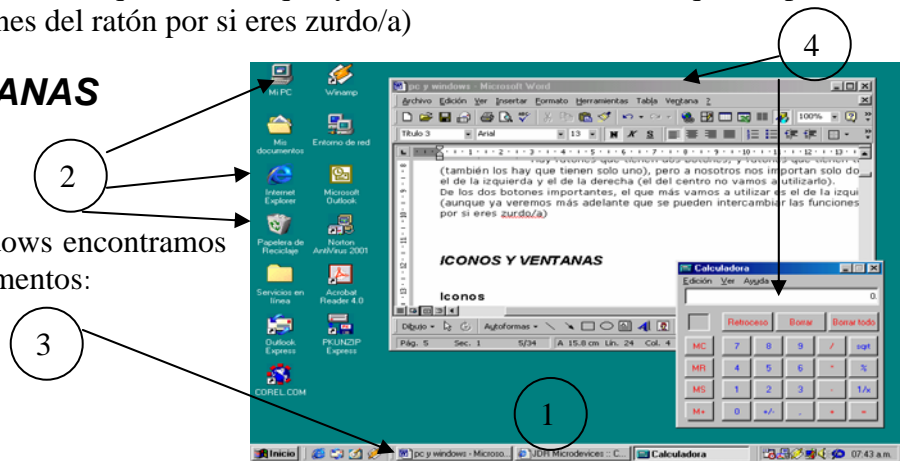 nes del ratón por si eres zurdo/a)
4
ANAS
2
dows encontramos
mentos:
3
1
Mi PC
Winamp
Mis documentos
Entorno de red
Internet Explorer
Microsoft Outlook
Papelera de Reciclaje
Norton AntiVirus 2001
Servicios en línea
Acrobat Reader 4.0
Outlook Express
PKUNZIP Express
COREL.COM
pc y windows - Microsoft Word
Archivo Edición Ver Insertar Formato Herramientas Tabla Ventana ?
100%
Título 3 Arial 13 N K S
(también los hay que tienen solo uno), pero a nosotros nos importan solo do
el de la izquierda y el de la derecha (el del centro no vamos a utilizarlo).
De los dos botones importantes, el que más vamos a utilizar es el de la izqui
(aunque ya veremos más adelante que se pueden intercambiar las funciones
por si eres zurdo/a)
ICONOS Y VENTANAS
Iconos
Dibujo Autoformas
Pág. 5 Sec. 1 5/34 A 15.8 cm Lín. 24 Col. 4
Calculadora
Edición Ver Ayuda
0.
Retroceso Borrar Borrar todo
MC 7 8 9 / sqrt
MR 4 5 6 * %
MS 1 2 3 - 1/x
M+ 0 +/- , + =
Inicio pc y windows - Microso... JDR Microdevices :: C... Calculadora 07:43 a.m.